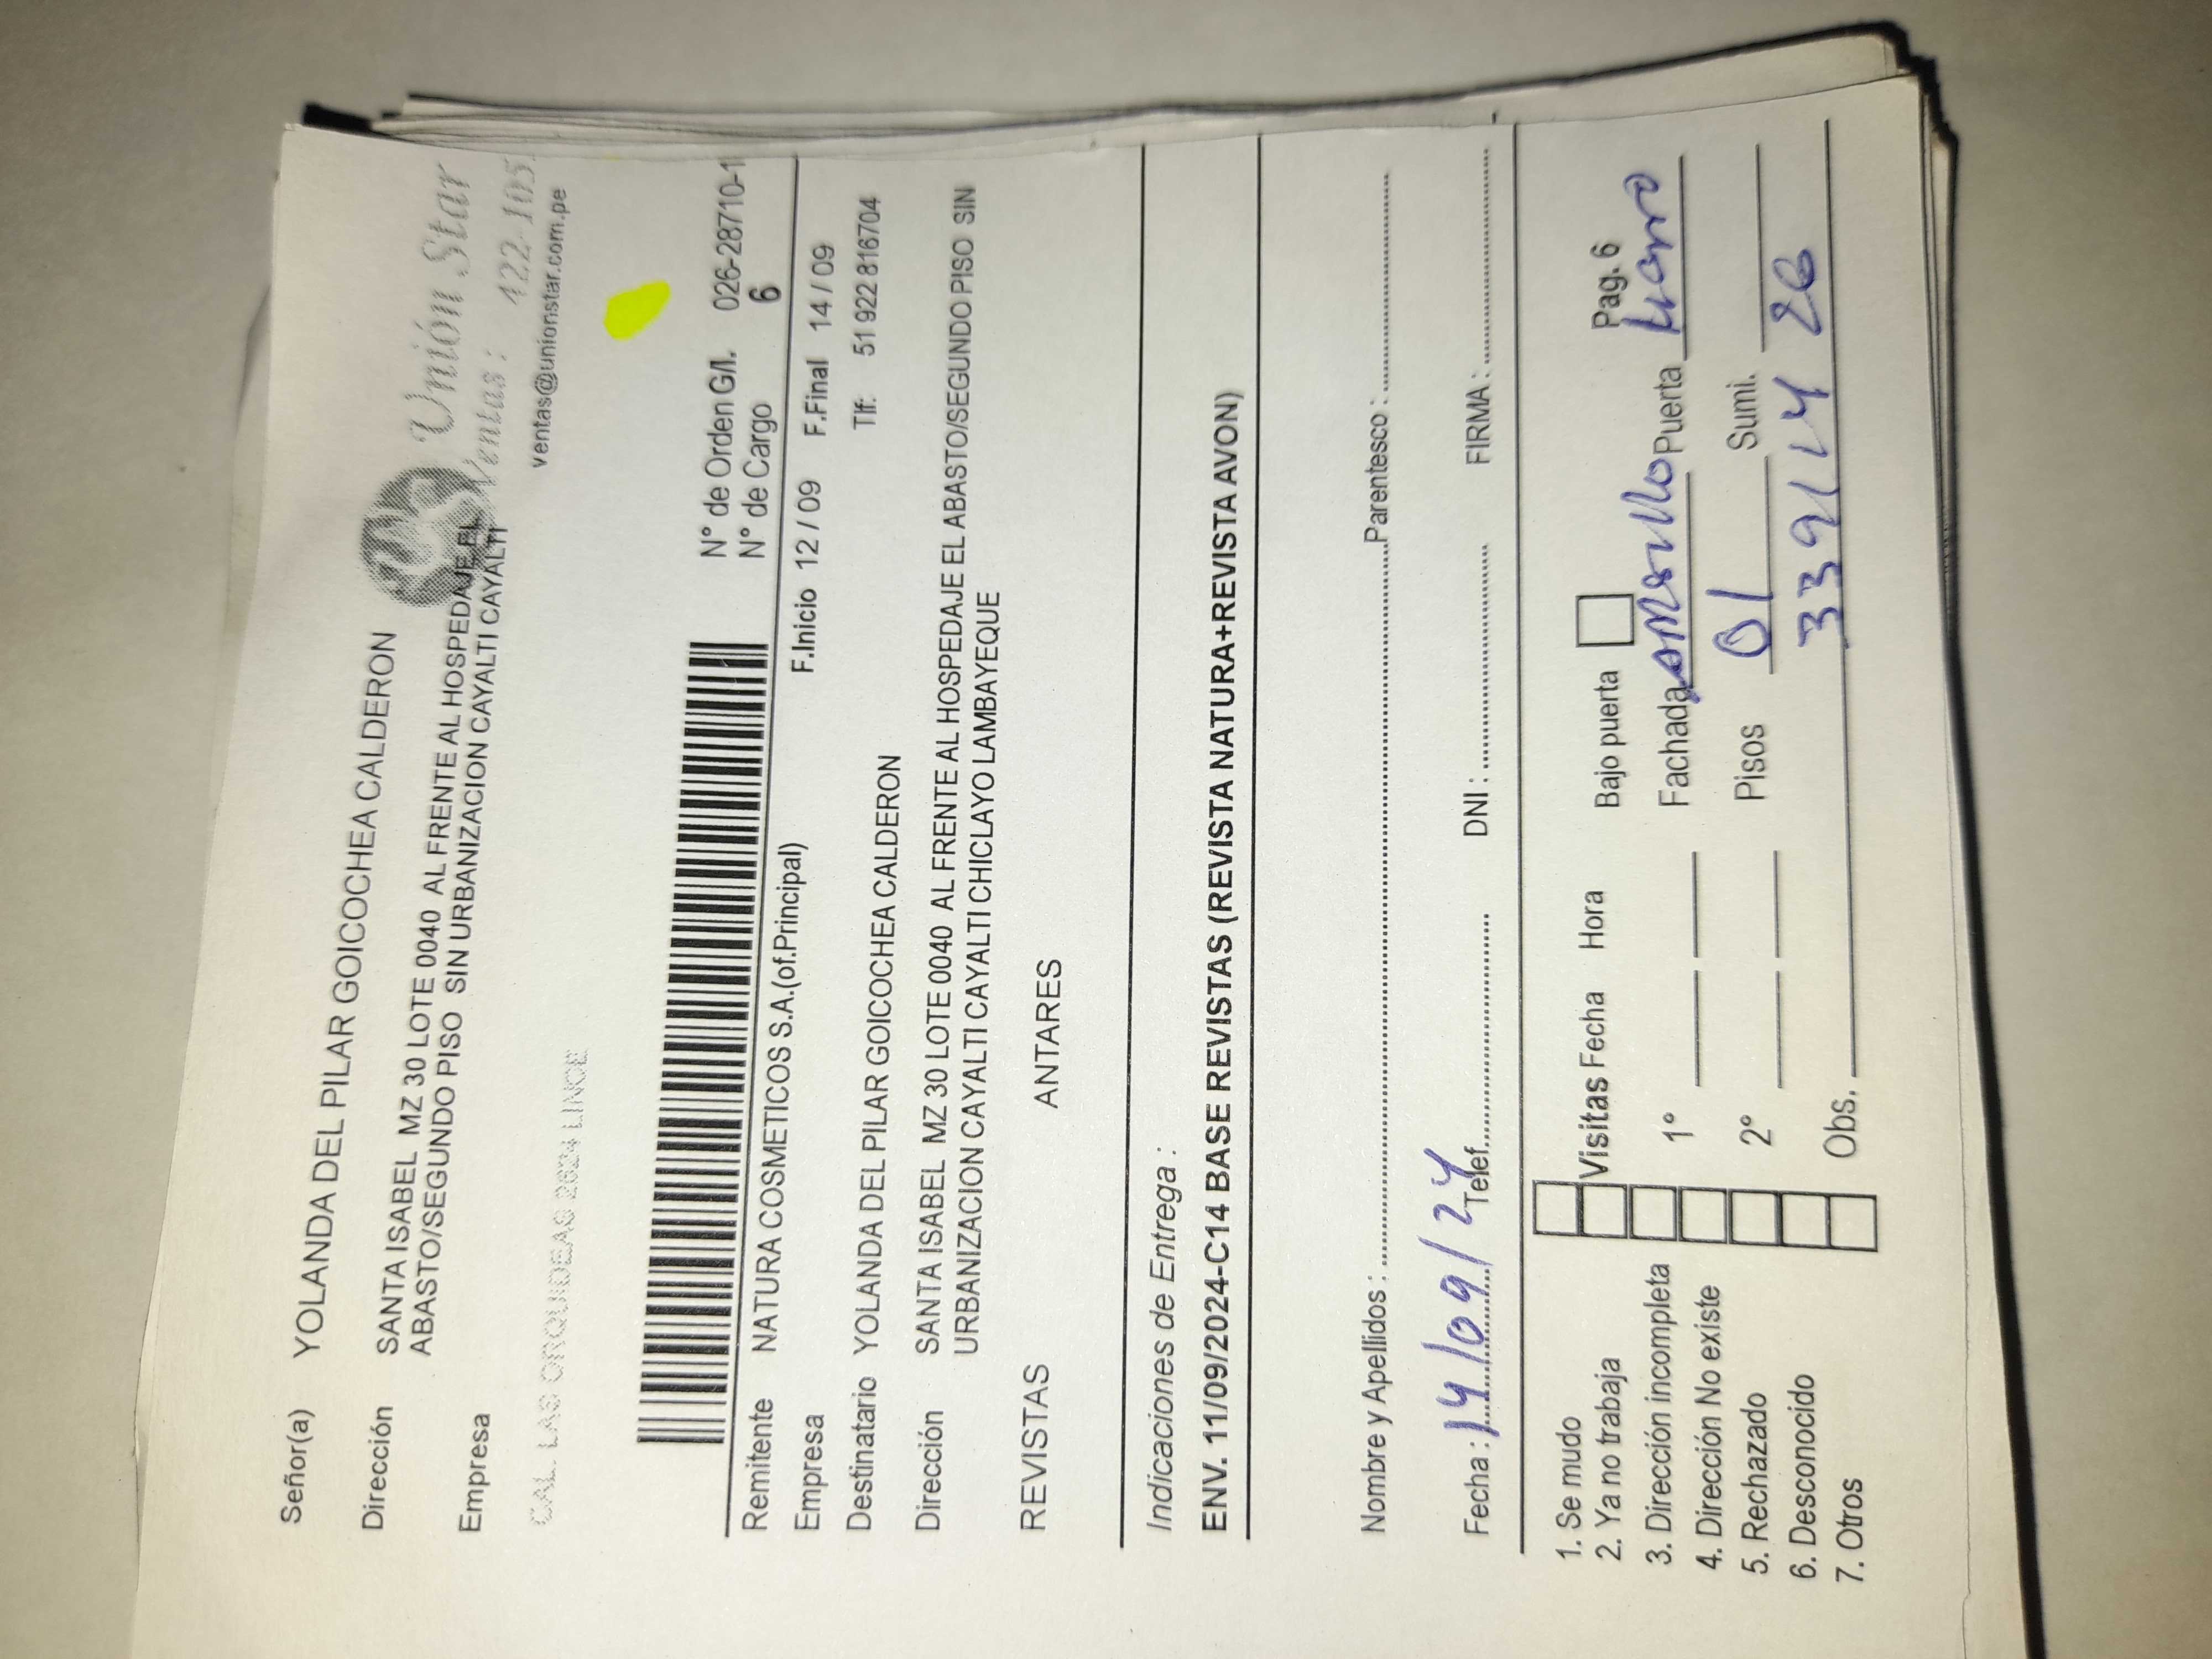 Señor(a) YOLANDA DEL PILAR GOICOCHEA CALDERON
Unión Star
Dirección SANTA ISABEL MZ 30 LOTE 0040 AL FRENTE AL HOSPEDAJE EL
ABASTO/SEGUNDO PISO SIN URBANIZACION CAYALTI CAYALTI
Ventas: 422-105
Empresa
ventas@unionstar.com.pe
CAL. LAS ORQUIDEAS 2624 LINCE
N° de Orden G/I. 026-28710-1
N° de Cargo 6
Remitente NATURA COSMETICOS S.A.(of.Principal)
Empresa F.Inicio 12 / 09 F.Final 14 / 09
Destinatario YOLANDA DEL PILAR GOICOCHEA CALDERON Tlf: 51 922 816704
Dirección SANTA ISABEL MZ 30 LOTE 0040 AL FRENTE AL HOSPEDAJE EL ABASTO/SEGUNDO PISO SIN
URBANIZACION CAYALTI CAYALTI CHICLAYO LAMBAYEQUE
REVISTAS ANTARES
Indicaciones de Entrega :
ENV. 11/09/2024-C14 BASE REVISTAS (REVISTA NATURA+REVISTA AVON)
Nombre y Apellidos : Parentesco :
Fecha : 14/09/24 Telef. DNI : FIRMA :
1. Se mudo
2. Ya no trabaja Visitas Fecha Hora Bajo puerta Pag. 6
3. Dirección incompleta 1° Fachada amarillo Puerta
4. Dirección No existe
5. Rechazado 2° Pisos 01 Sumi.
6. Desconocido 33911426
7. Otros Obs.